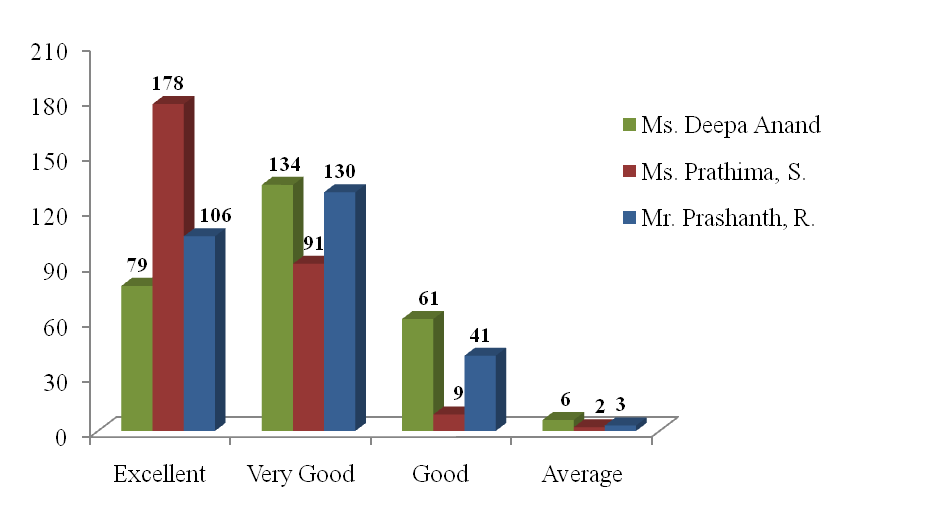 210
180
150
120
90
60
30
0
178
106
79
134
91
130
61
9
41
6
2
3
Excellent
Very Good
Good
Average
Ms. Deepa Anand
Ms. Prathima, S.
Mr. Prashanth, R.